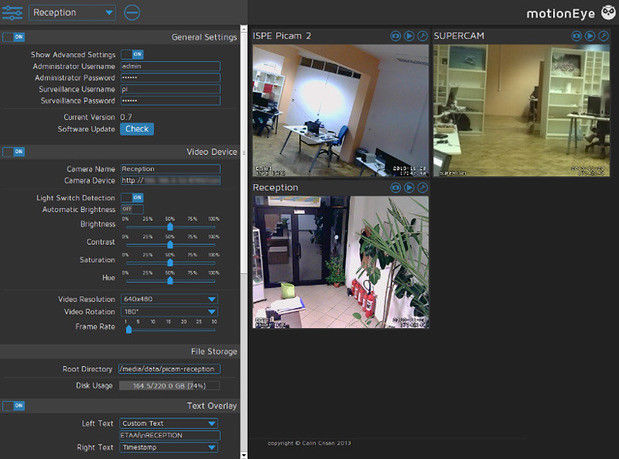 Reception
motionEye
ON General Settings
Show Advanced Settings ON
Administrator Username admin
Administrator Password ••••••
Surveillance Username pi
Surveillance Password ••••••
Current Version 0.7
Software Update Check
ON Video Device
Camera Name Reception
Camera Device http://
Light Switch Detection ON
Automatic Brightness OFF
0% 25% 50% 75% 100%
Brightness
0% 25% 50% 75% 100%
Contrast
0% 25% 50% 75% 100%
Saturation
0% 25% 50% 75% 100%
Hue
Video Resolution 640x480
Video Rotation 180°
1 5 10 15 20 25 30
Frame Rate
File Storage
Root Directory /media/data/picam-reception
Disk Usage 164.5/220.0 GB (74%)
ON Text Overlay
Left Text Custom Text
ETAAI\nRECEPTION
Right Text Timestamp
ISPE Picam 2
SUPERCAM
Reception
copyright © Calin Crisan 2013